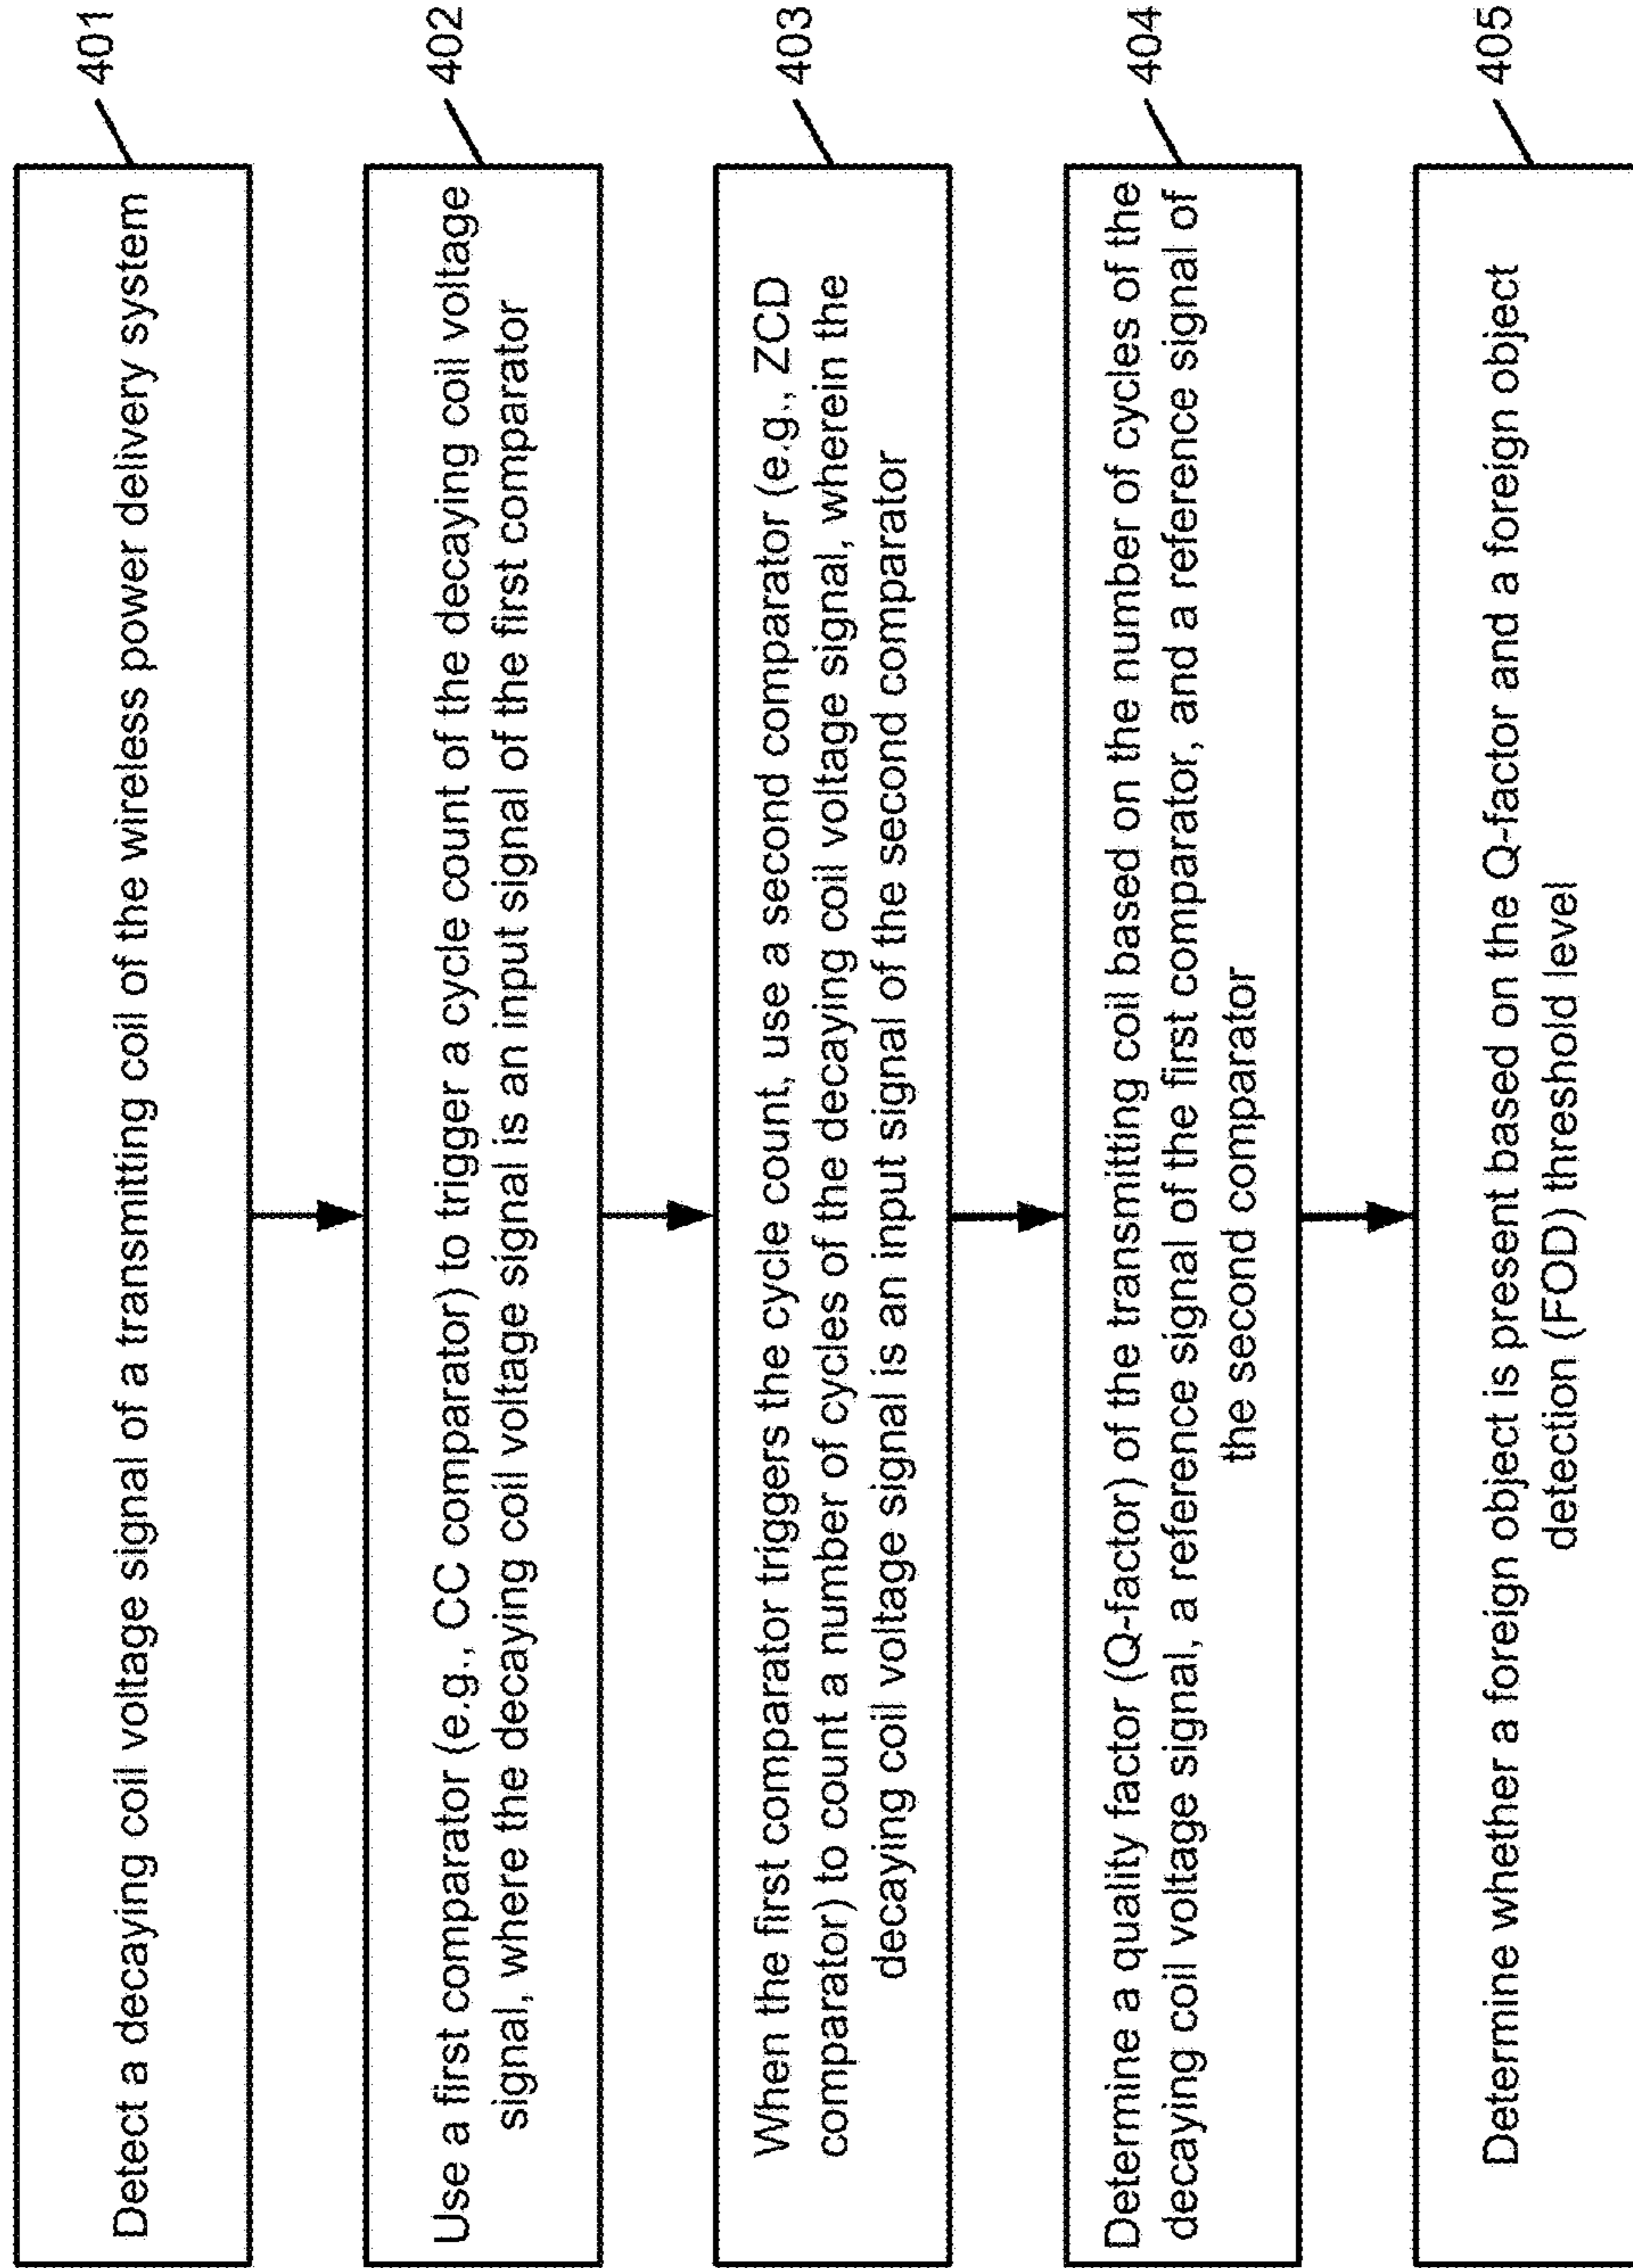 Detect a decaying coil voltage signal of a transmitting coil of the wireless power delivery system
401
Use a first comparator (e.g., CC comparator) to trigger a cycle count of the decaying coil voltage
signal, where the decaying coil voltage signal is an input signal of the first comparator
402
When the first comparator triggers the cycle count, use a second comparator (e.g., ZCD
comparator) to count a number of cycles of the decaying coil voltage signal, wherein the
decaying coil voltage signal is an input signal of the second comparator
403
Determine a quality factor (Q-factor) of the transmitting coil based on the number of cycles of the
decaying coil voltage signal, a reference signal of the first comparator, and a reference signal of
the second comparator
404
Determine whether a foreign object is present based on the Q-factor and a foreign object
detection (FOD) threshold level
405